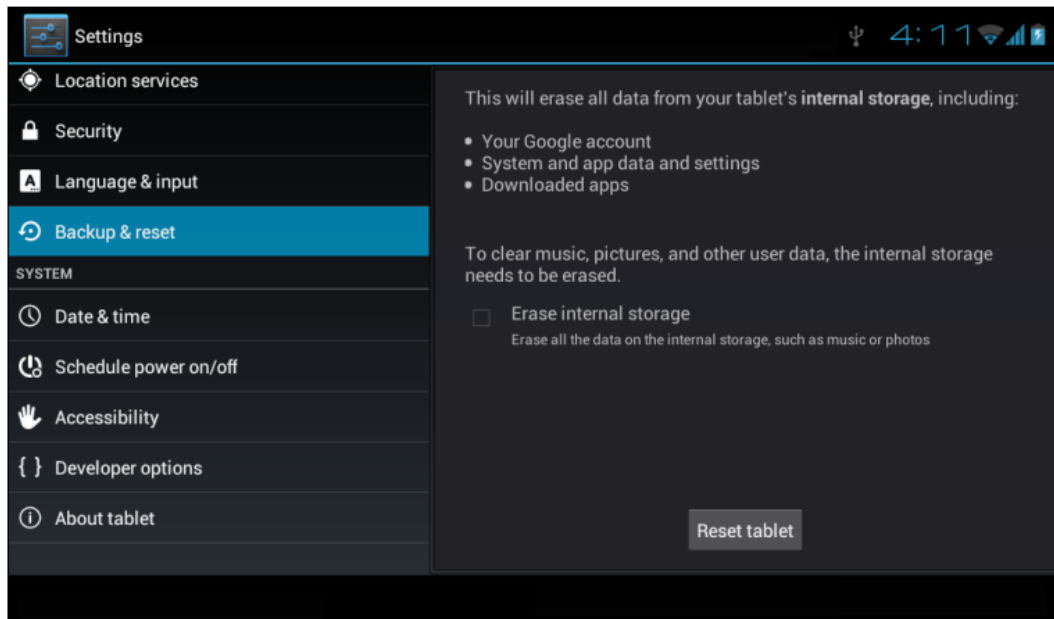 Settings
4:11
Location services
Security
Language & input
Backup & reset
SYSTEM
Date & time
Schedule power on/off
Accessibility
{ } Developer options
About tablet
This will erase all data from your tablet's internal storage, including:
• Your Google account
• System and app data and settings
• Downloaded apps
To clear music, pictures, and other user data, the internal storage
needs to be erased.
Erase internal storage
Erase all the data on the internal storage, such as music or photos
Reset tablet